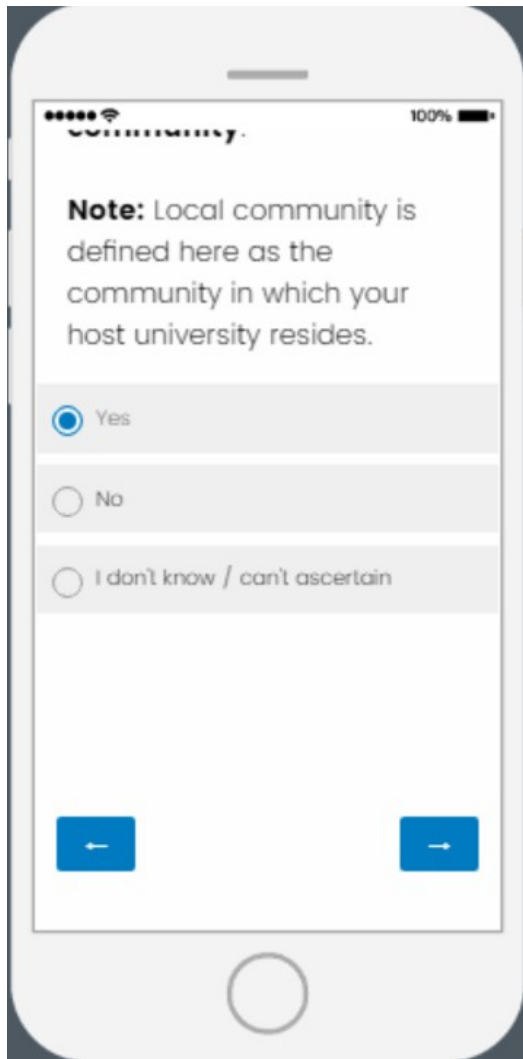 100%
community.
Note: Local community is
defined here as the
community in which your
host university resides.
Yes
No
I don't know / can't ascertain
← →